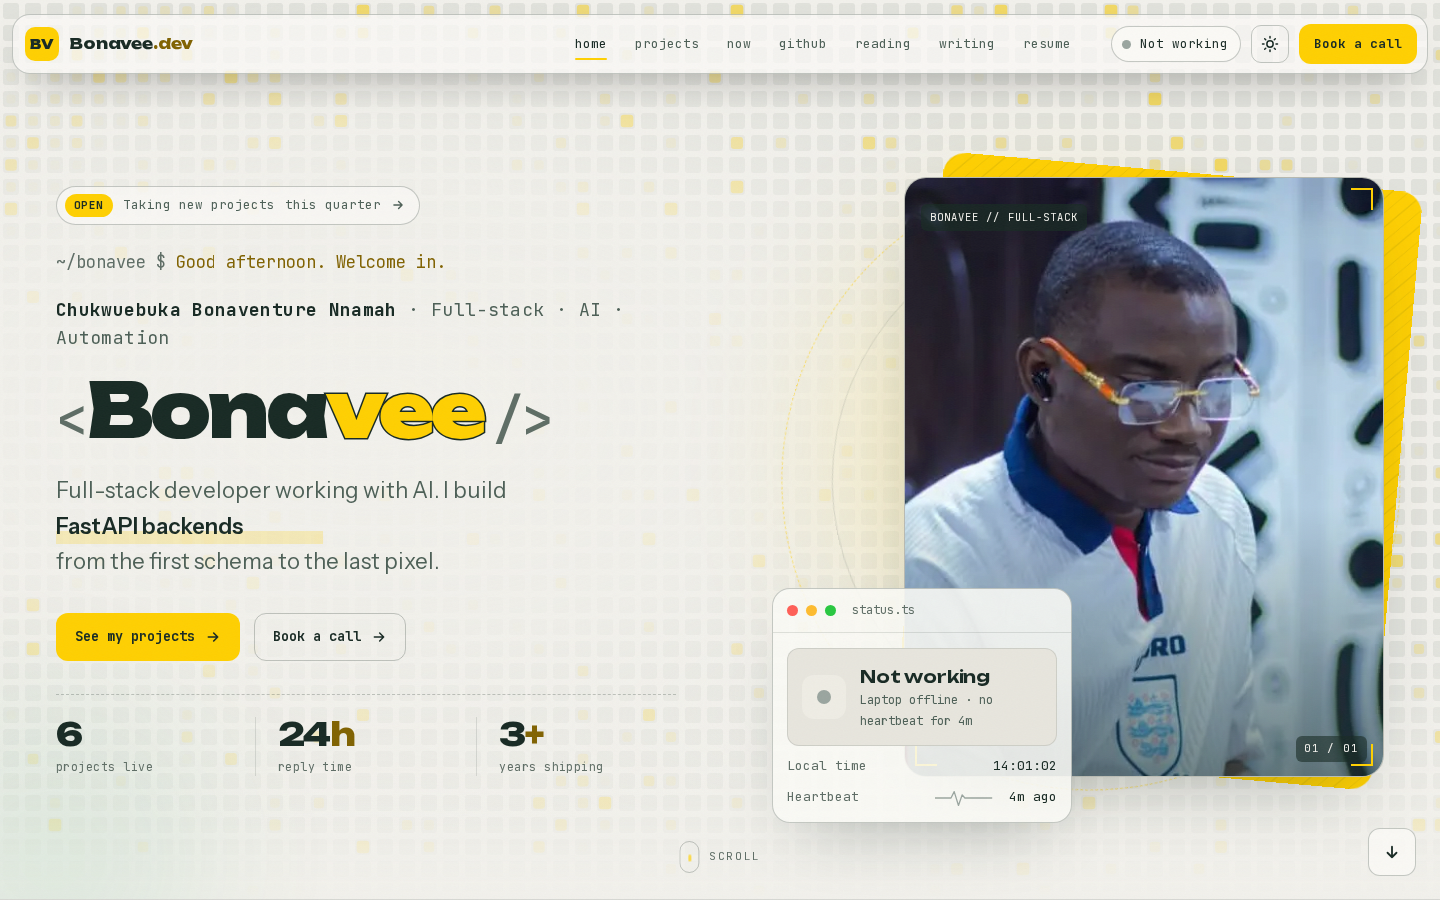 BV Bonavee.dev
home projects now github reading writing resume
Not working
Book a call
OPEN Taking new projects this quarter →
~/bonavee $ Good afternoon. Welcome in.
Chukwuebuka Bonaventure Nnamah · Full-stack · AI ·
Automation
<Bonavee/>
Full-stack developer working with AI. I build
FastAPI backends
from the first schema to the last pixel.
See my projects →
Book a call →
6
projects live
24h
reply time
3+
years shipping
BONAVEE // FULL-STACK
01 / 01
status.ts
Not working
Laptop offline · no
heartbeat for 4m
Local time 14:01:02
Heartbeat 4m ago
SCROLL